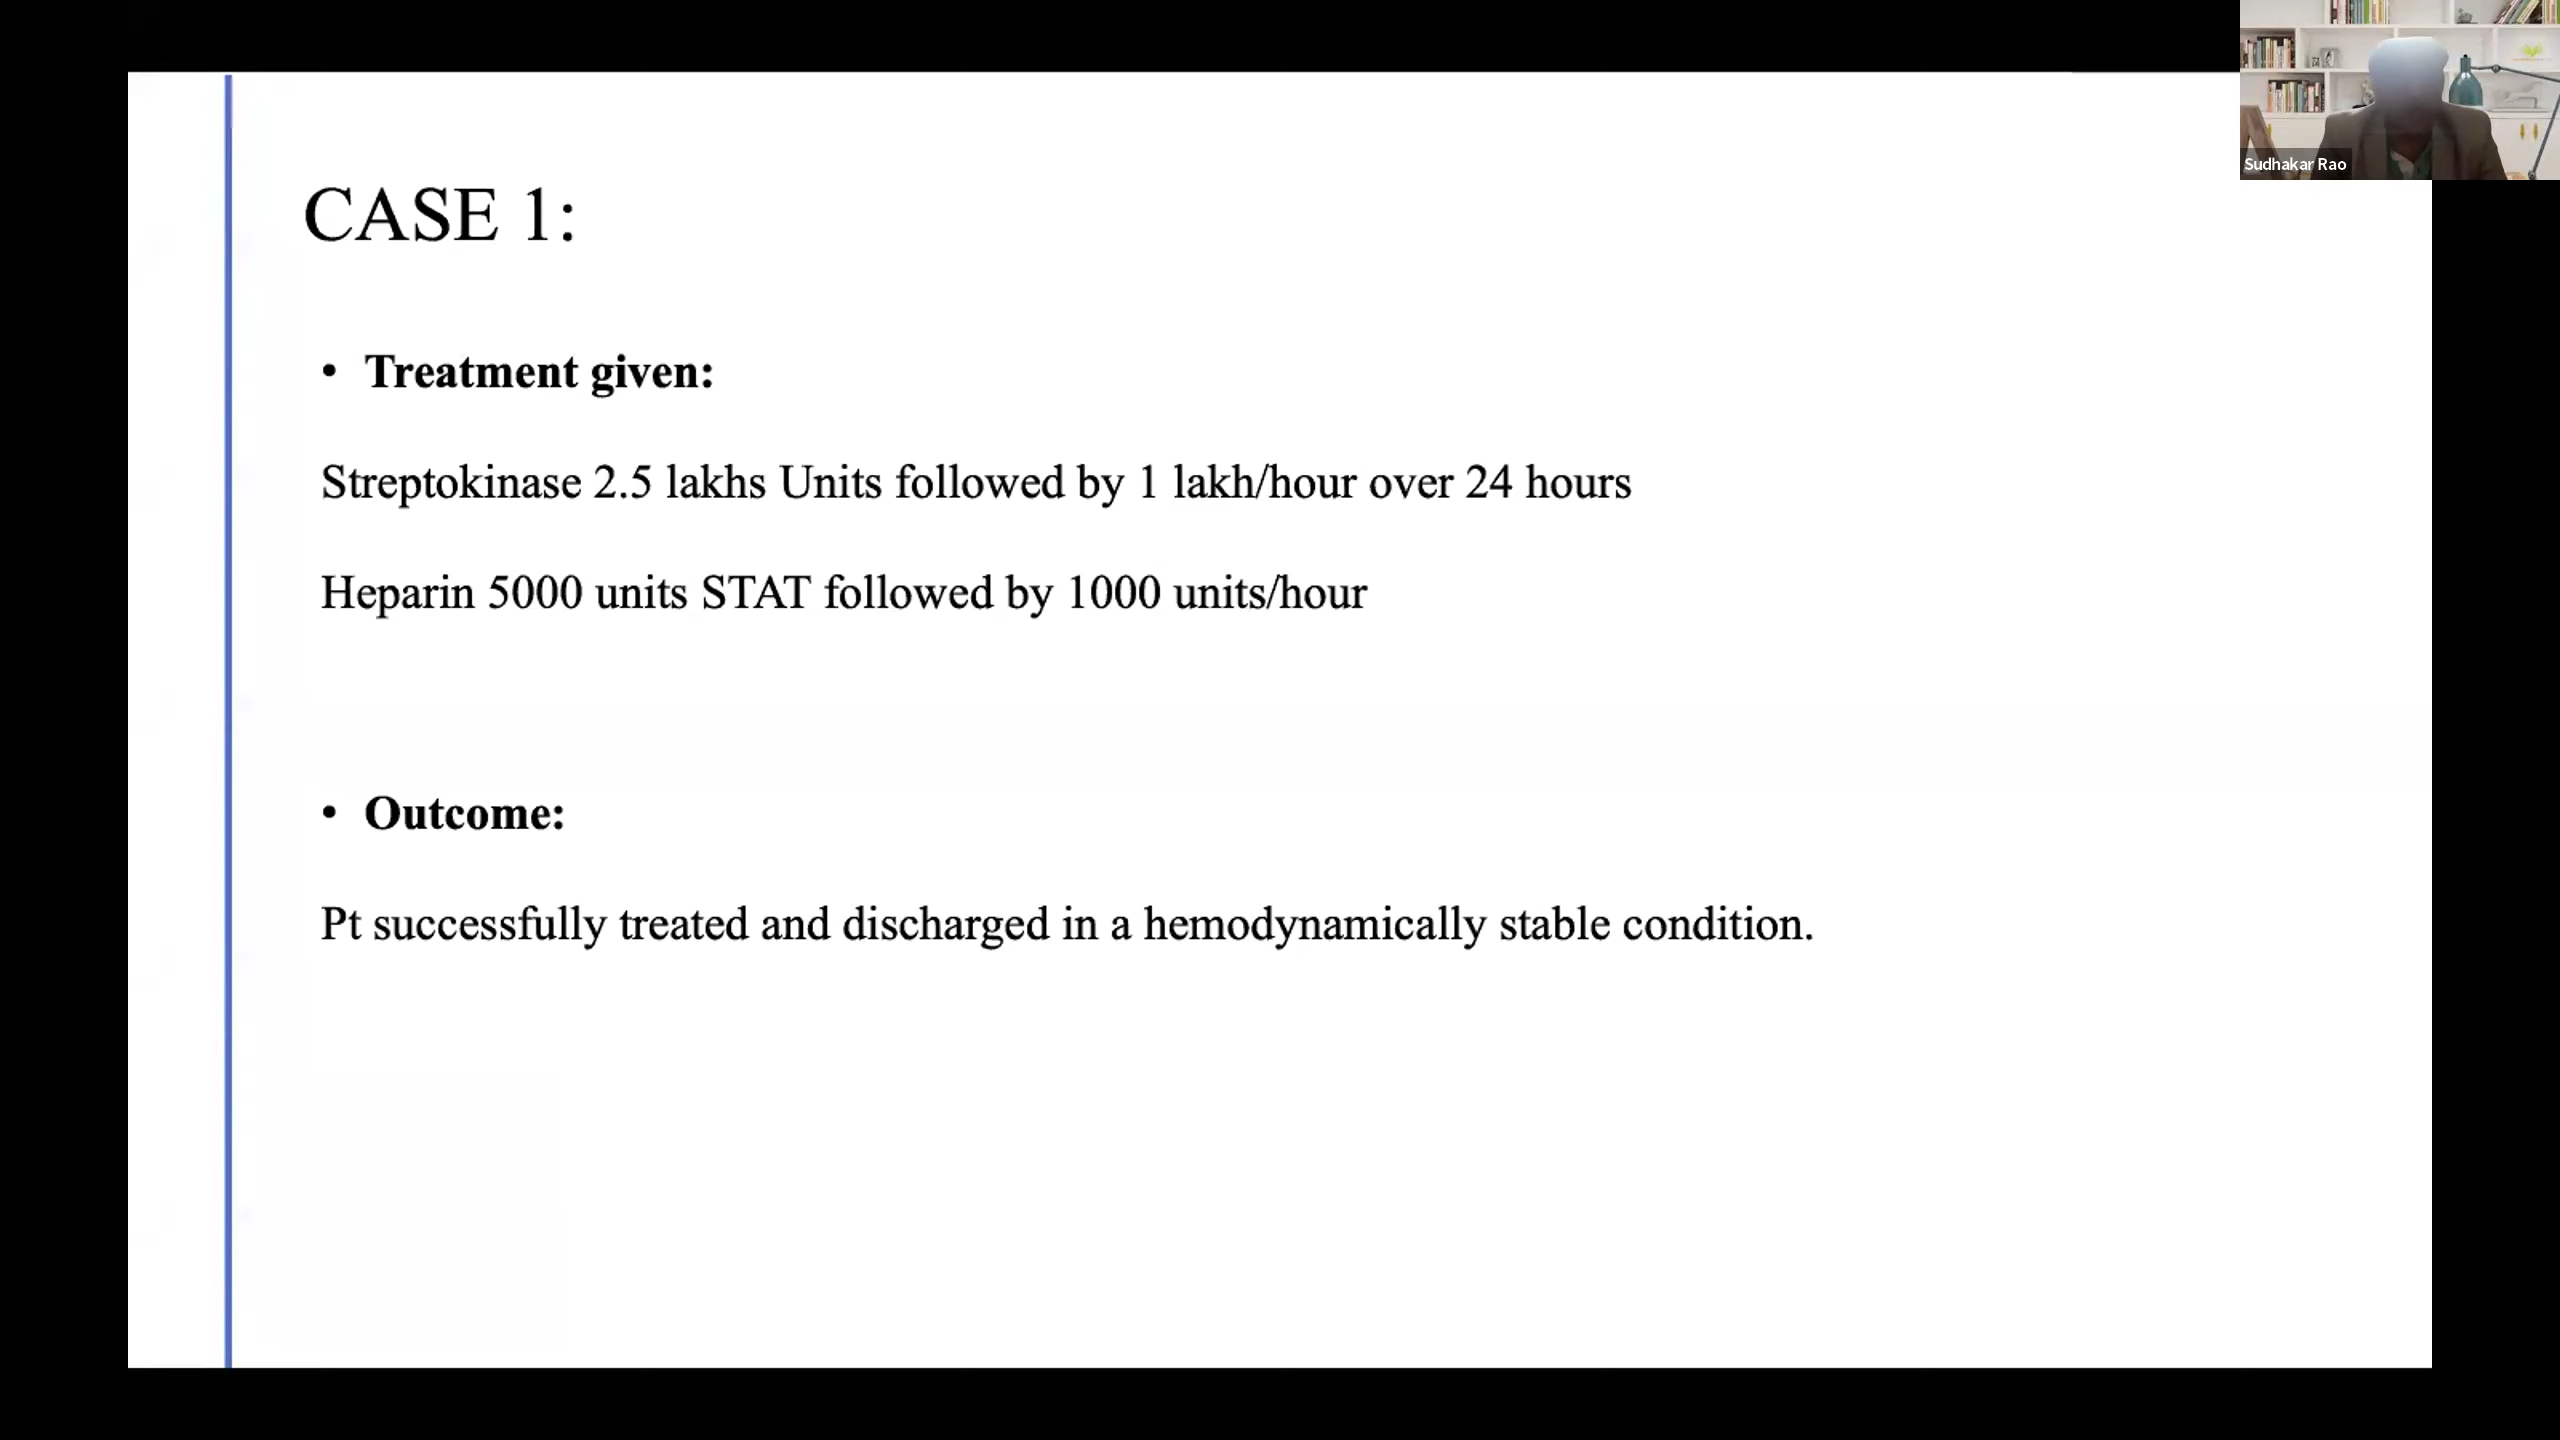 CASE 1:
• Treatment given:
Streptokinase 2.5 lakhs Units followed by 1 lakh/hour over 24 hours
Heparin 5000 units STAT followed by 1000 units/hour
• Outcome:
Pt successfully treated and discharged in a hemodynamically stable condition.
Sudhakar Rao